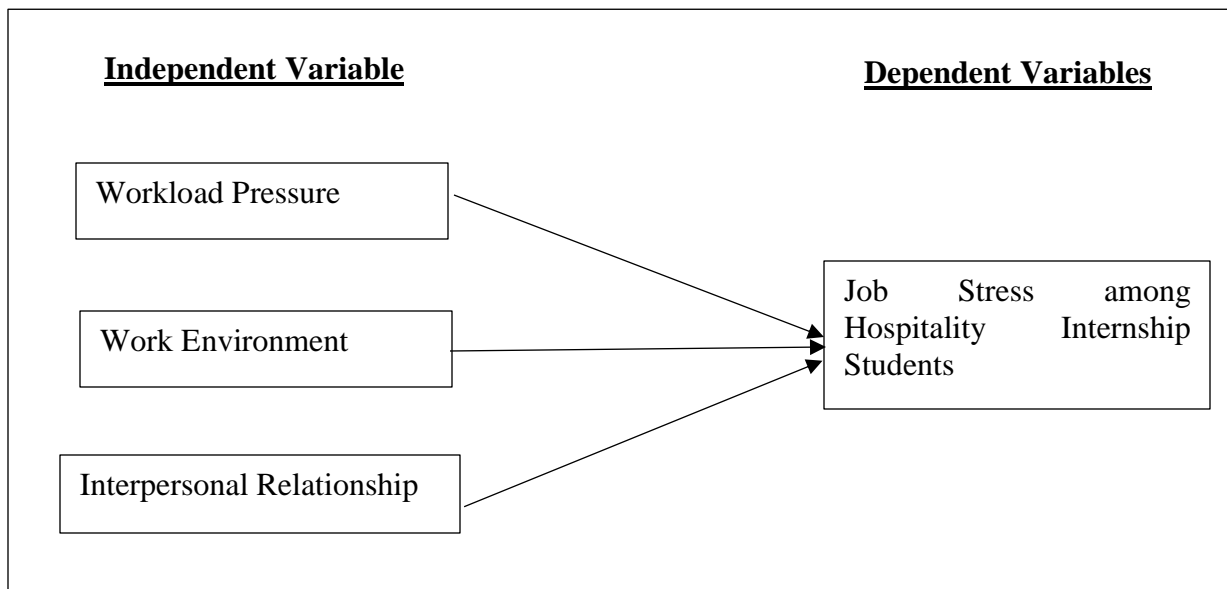 Independent Variable
Dependent Variables
Workload Pressure
Job Stress among
Hospitality Internship
Students
Work Environment
Interpersonal Relationship